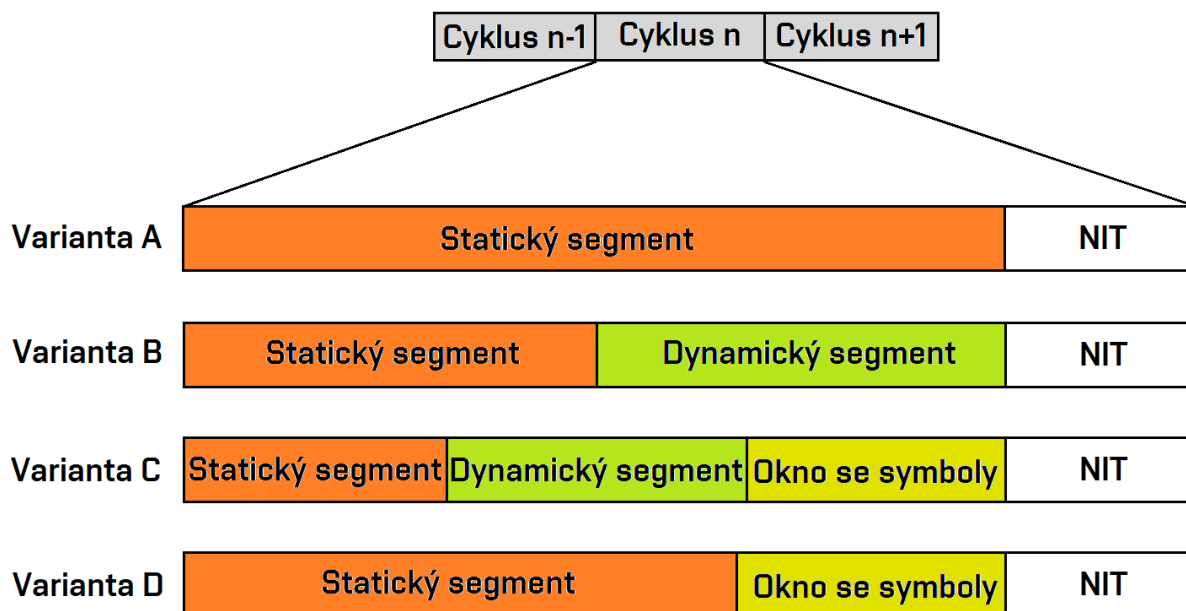 Cyklus n-1 Cyklus n Cyklus n+1
Varianta A Statický segment NIT
Varianta B Statický segment Dynamický segment NIT
Varianta C Statický segment Dynamický segment Okno se symboly NIT
Varianta D Statický segment Okno se symboly NIT